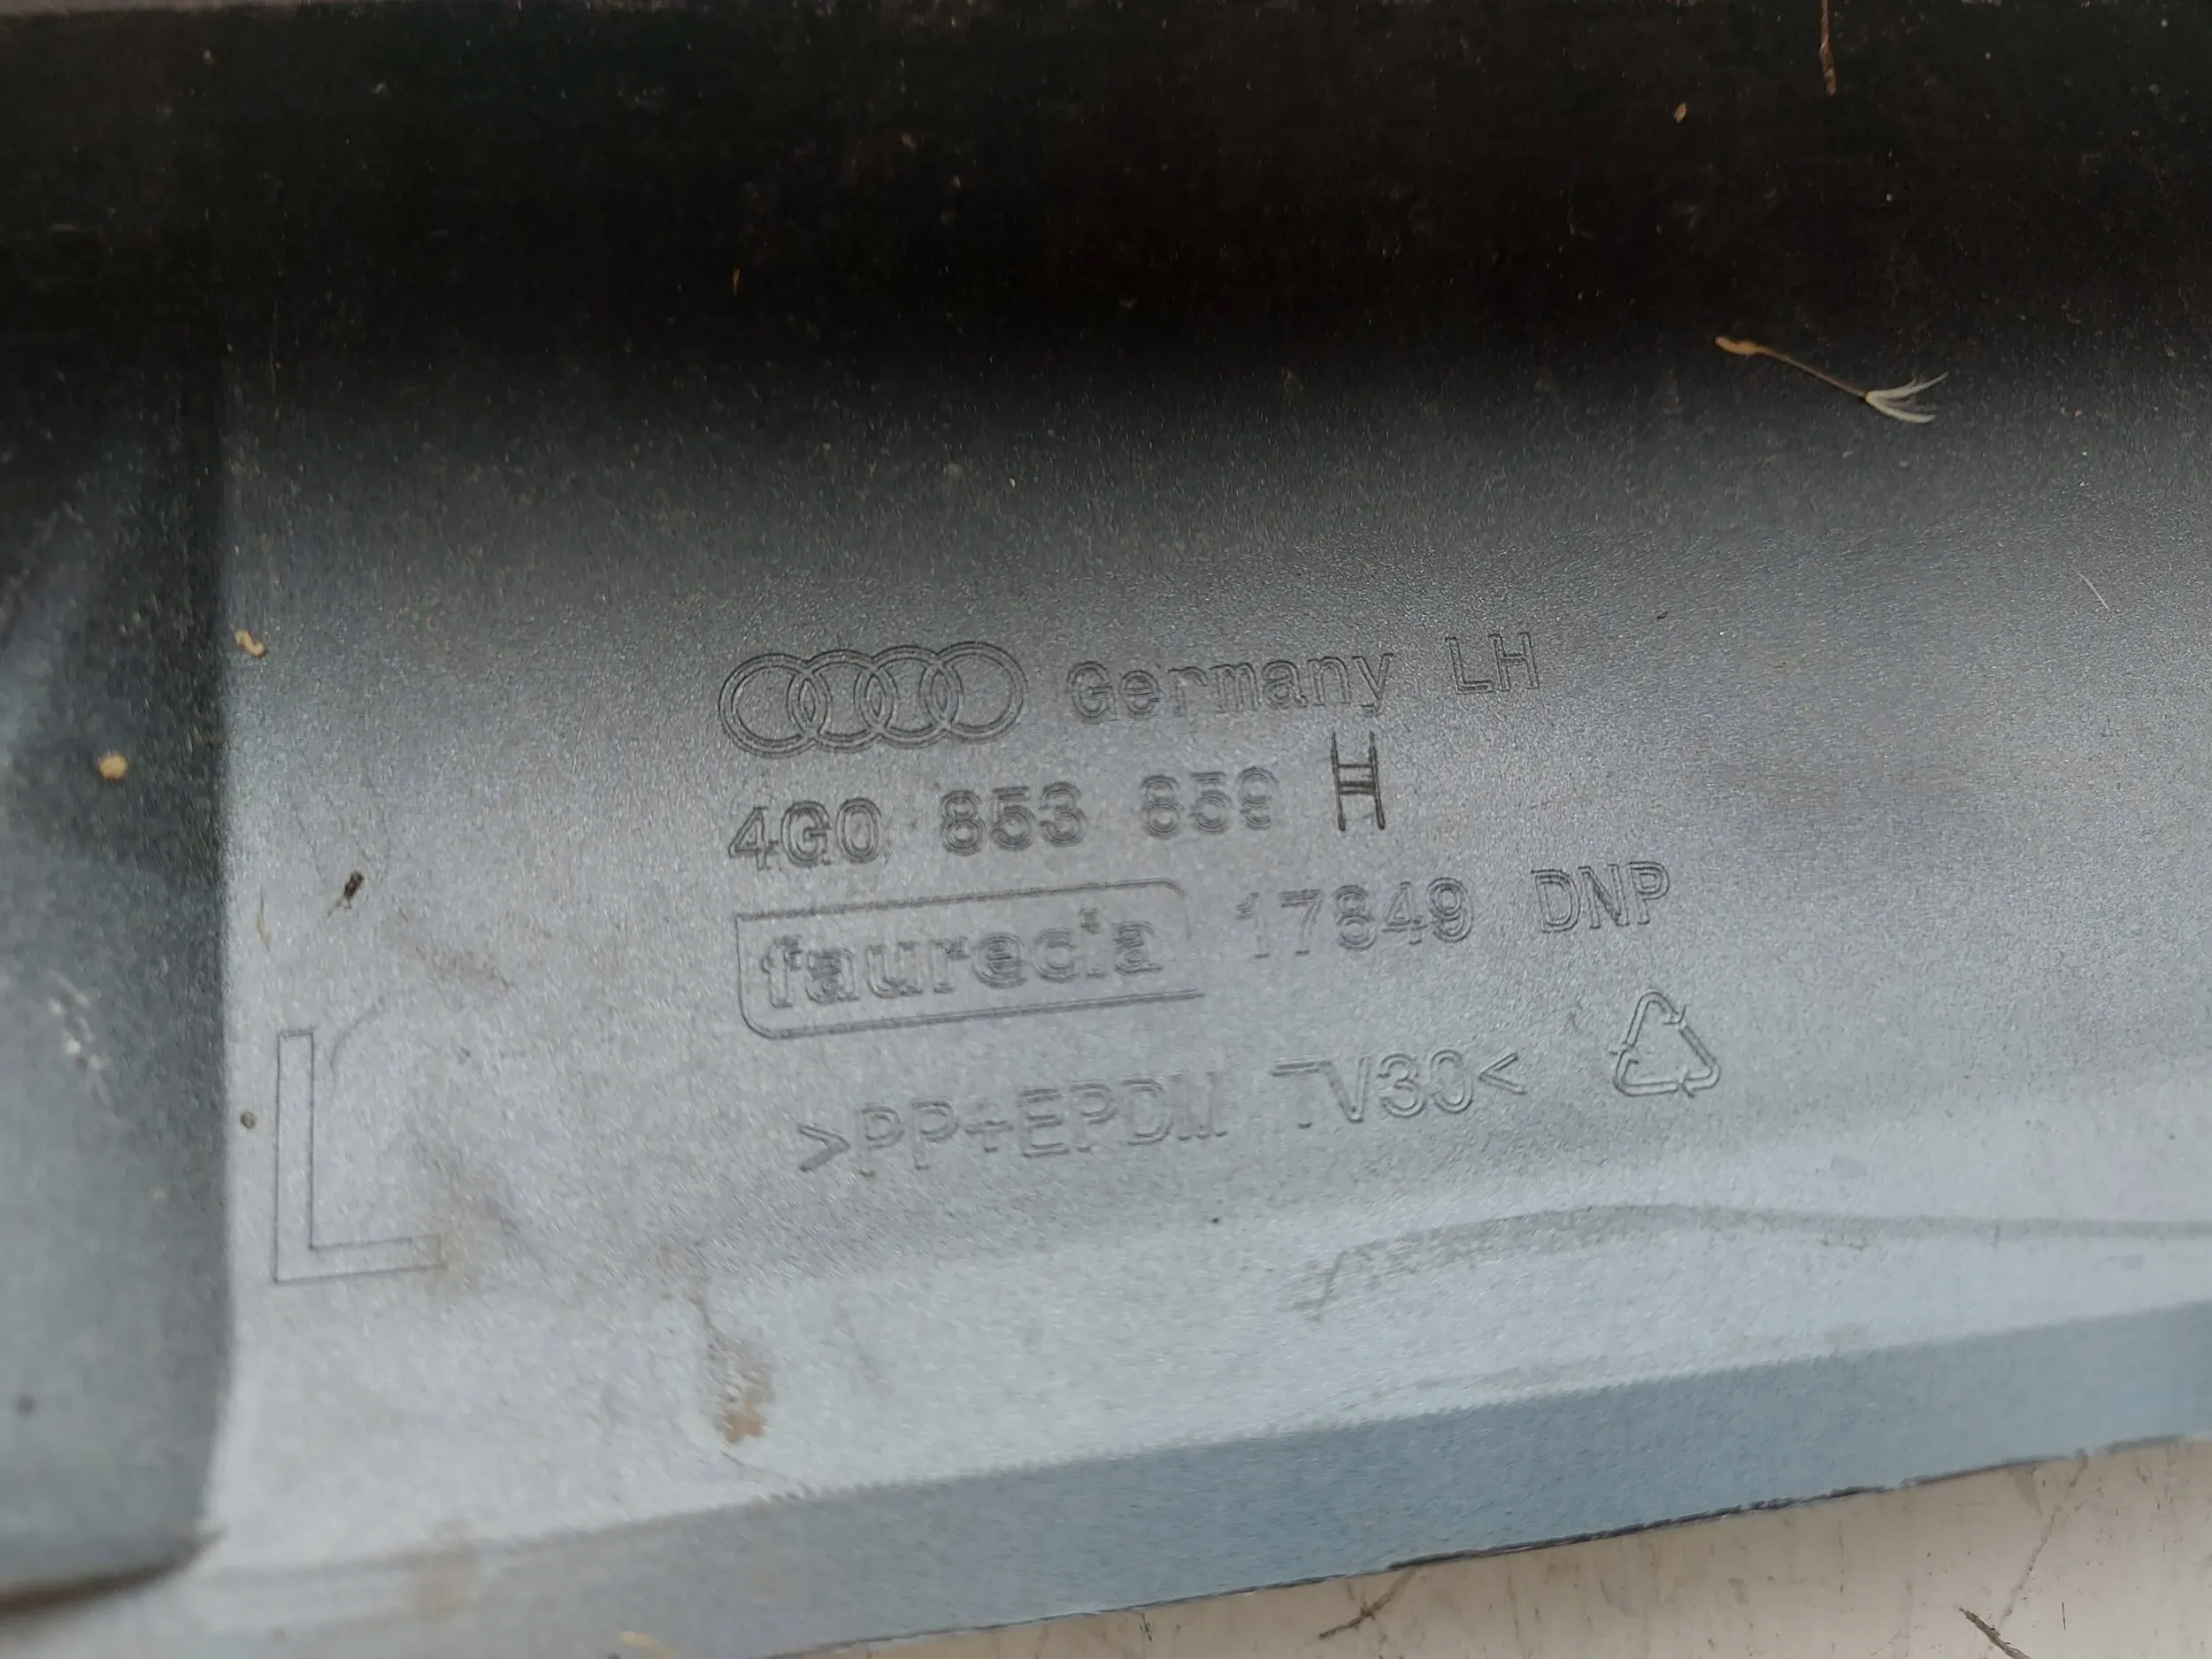 Germany LH
4G0 853 859 H
faurecia 17849 DNP
>PP+EPDM TV30<
L